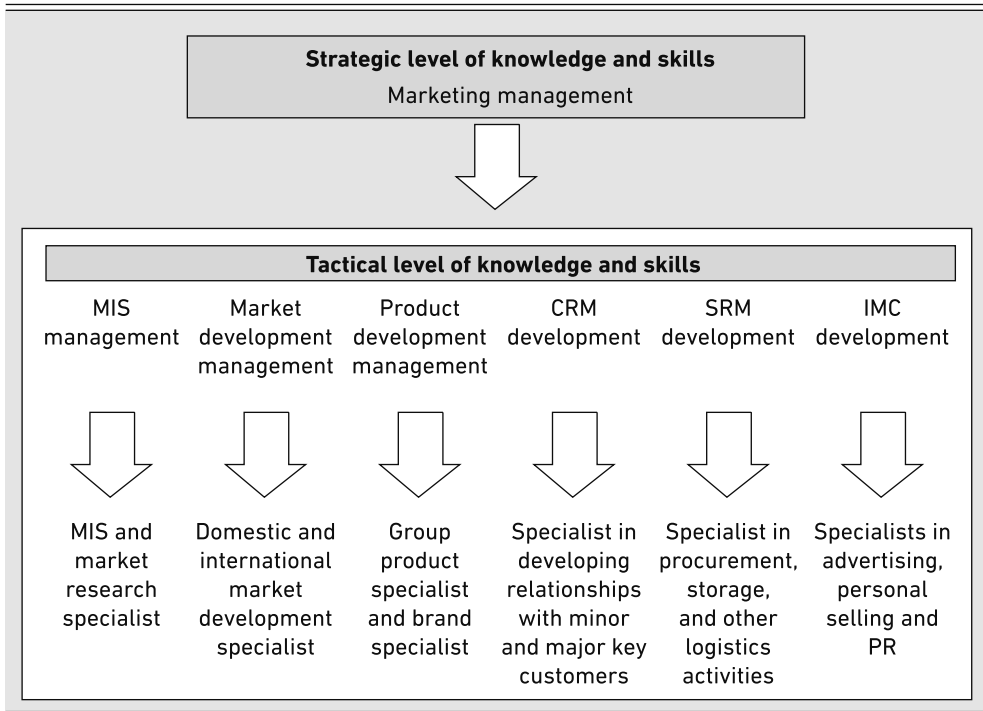 Strategic level of knowledge and skills
Marketing management
Tactical level of knowledge and skills
MIS
management
Market
development
management
Product
development
management
CRM
development
SRM
development
IMC
development
MIS and
market
research
specialist
Domestic and
international
market
development
specialist
Group
product
specialist
and brand
specialist
Specialist in
developing
relationships
with minor
and major key
customers
Specialist in
procurement,
storage,
and other
logistics
activities
Specialists in
advertising,
personal
selling and
PR